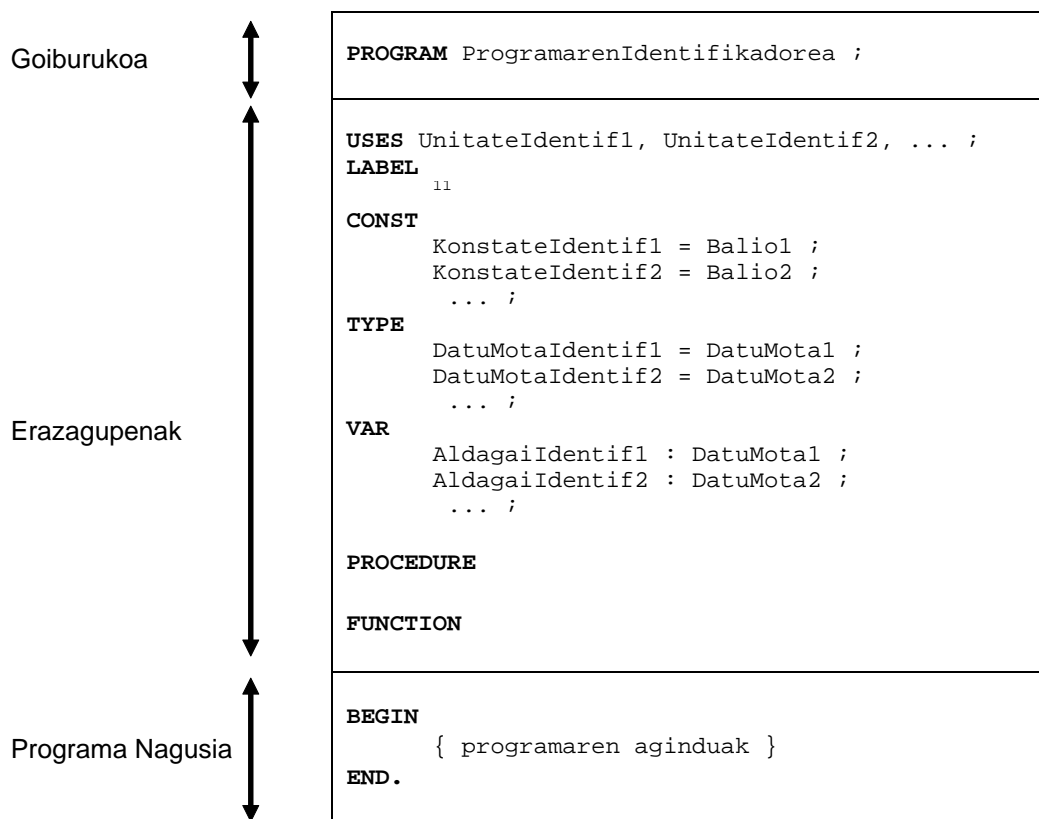 Goiburukoa
PROGRAM ProgramarenIdentifikadorea ;
USES UnitateIdentif1, UnitateIdentif2, ... ;
LABEL
11
CONST
KonstateIdentif1 = Balio1 ;
KonstateIdentif2 = Balio2 ;
... ;
TYPE
DatuMotaIdentif1 = DatuMota1 ;
DatuMotaIdentif2 = DatuMota2 ;
... ;
Erazagupenak
VAR
AldagaiIdentif1 : DatuMota1 ;
AldagaiIdentif2 : DatuMota2 ;
... ;
PROCEDURE
FUNCTION
BEGIN
Programa Nagusia
{ programaren aginduak }
END.